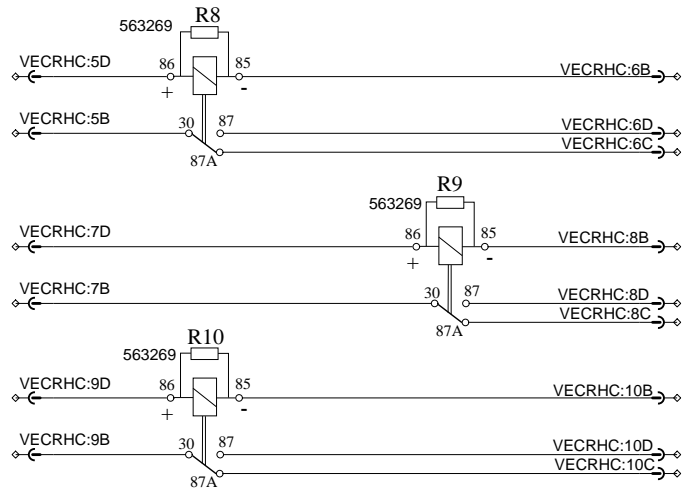 R8
563269
VECRHC:5D
86
85
VECRHC:6B
+
-
VECRHC:5B
30
87
VECRHC:6D
VECRHC:6C
87A
R9
563269
VECRHC:7D
86
85
VECRHC:8B
+
-
VECRHC:7B
30
87
VECRHC:8D
VECRHC:8C
87A
R10
563269
VECRHC:9D
86
85
VECRHC:10B
+
-
VECRHC:9B
30
87
VECRHC:10D
VECRHC:10C
87A